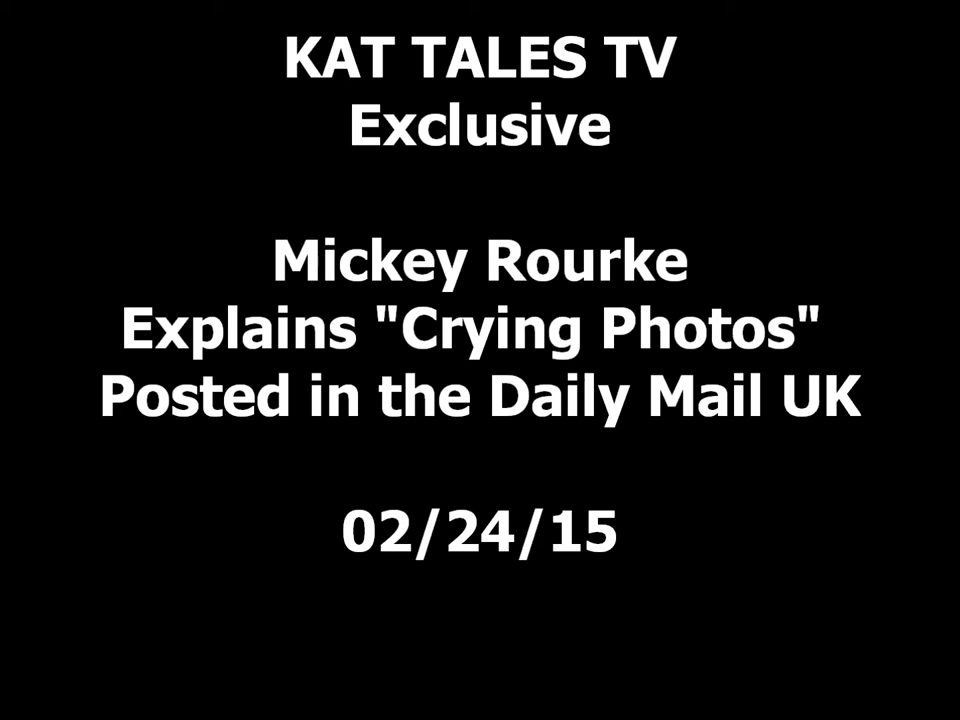 KAT TALES TV
Exclusive
Mickey Rourke
Explains "Crying Photos"
Posted in the Daily Mail UK
02/24/15